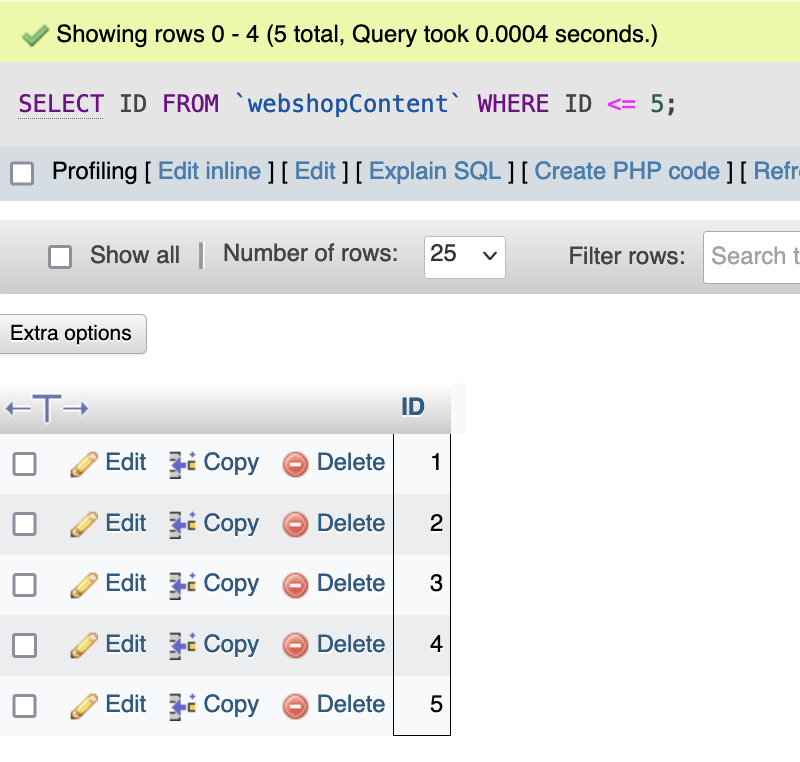 Showing rows 0 - 4 (5 total, Query took 0.0004 seconds.)
SELECT ID FROM `webshopContent` WHERE ID <= 5;
Profiling [ Edit inline ] [ Edit ] [ Explain SQL ] [ Create PHP code ] [ Refr
Show all | Number of rows: 25 Filter rows: Search t
Extra options
←T→ ID
Edit Copy Delete 1
Edit Copy Delete 2
Edit Copy Delete 3
Edit Copy Delete 4
Edit Copy Delete 5